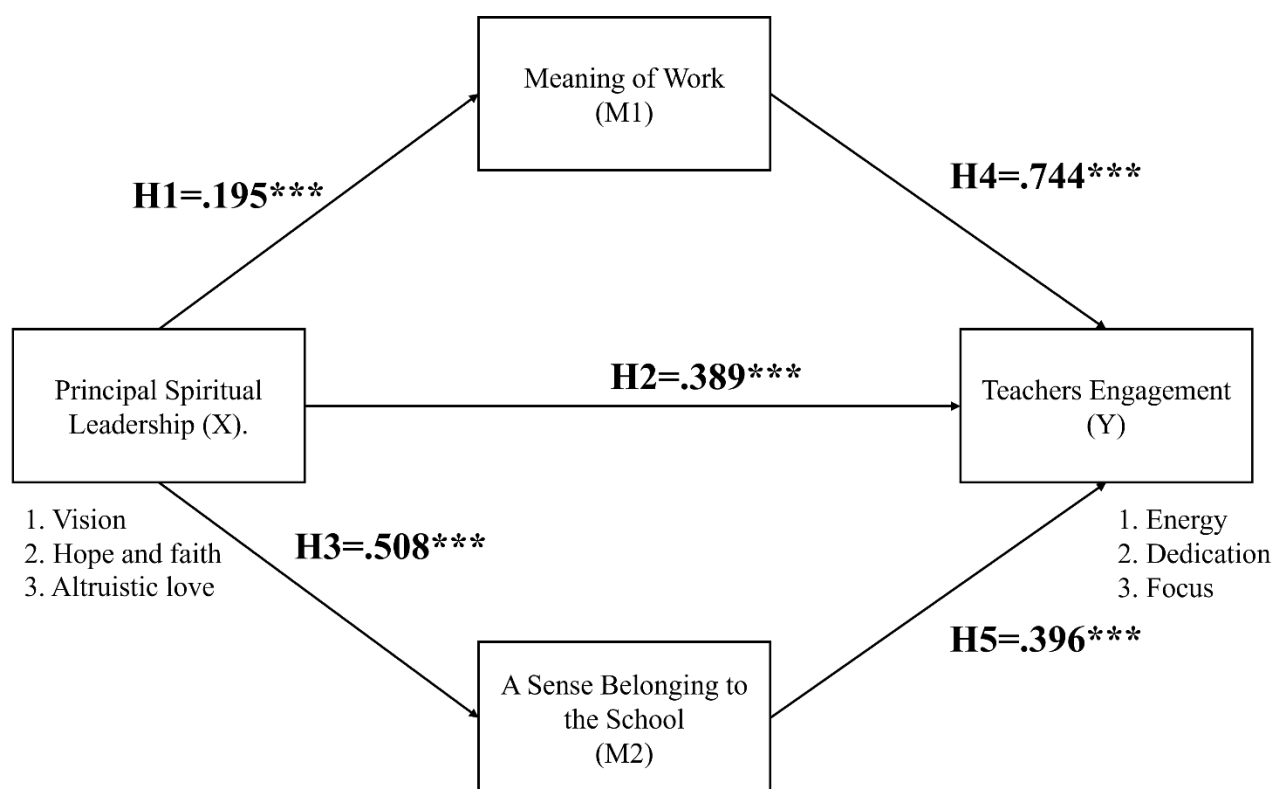 Meaning of Work
(M1)
H1=.195***
H4=.744***
Principal Spiritual
Leadership (X).
H2=.389***
Teachers Engagement
(Y)
1. Vision
2. Hope and faith
3. Altruistic love
H3=.508***
1. Energy
2. Dedication
3. Focus
H5=.396***
A Sense Belonging to
the School
(M2)